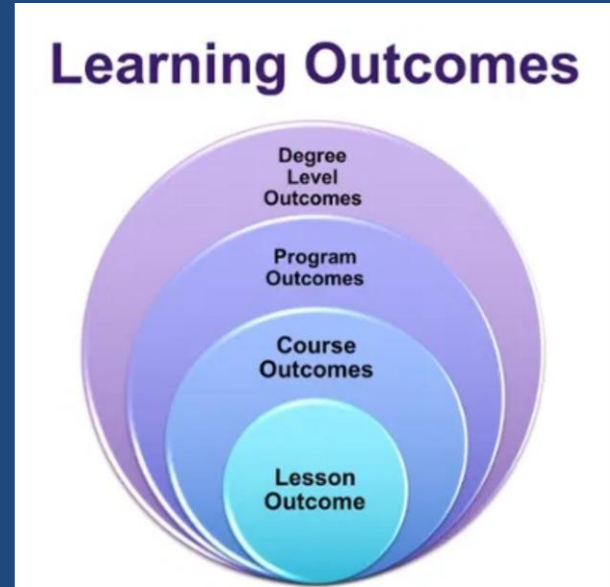 Learning Outcomes
Degree
Level
Outcomes
Program
Outcomes
Course
Outcomes
Lesson
Outcome